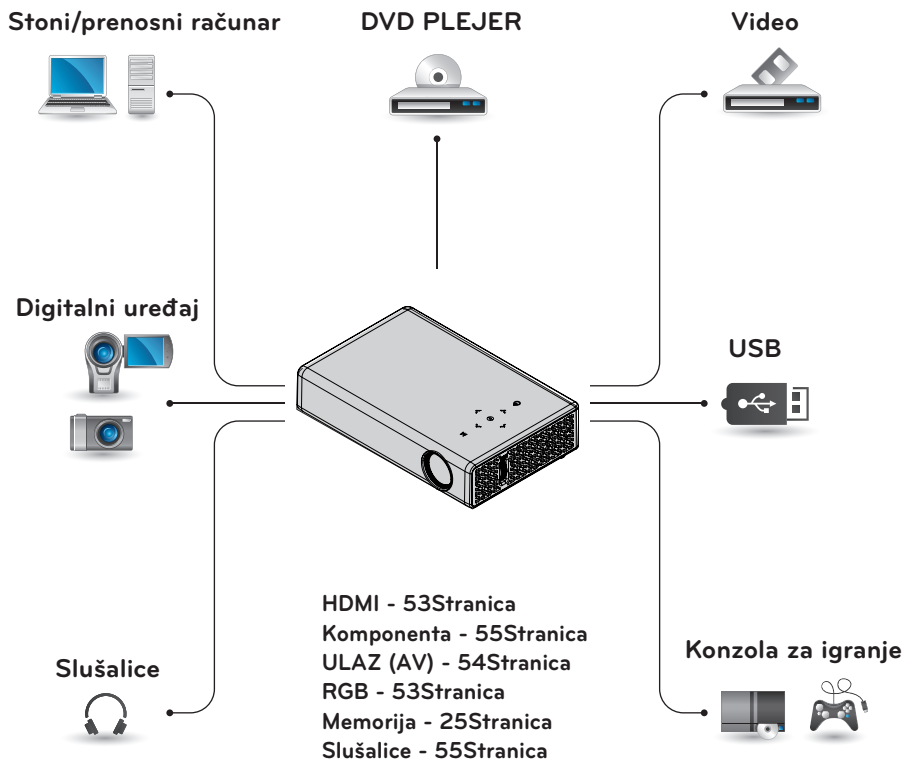 Stoni/prenosni računar
DVD PLEJER
Video
Digitalni uređaj
USB
HDMI - 53Stranica
Komponenta - 55Stranica
ULAZ (AV) - 54Stranica
RGB - 53Stranica
Memorija - 25Stranica
Slušalice - 55Stranica
Slušalice
Konzola za igranje